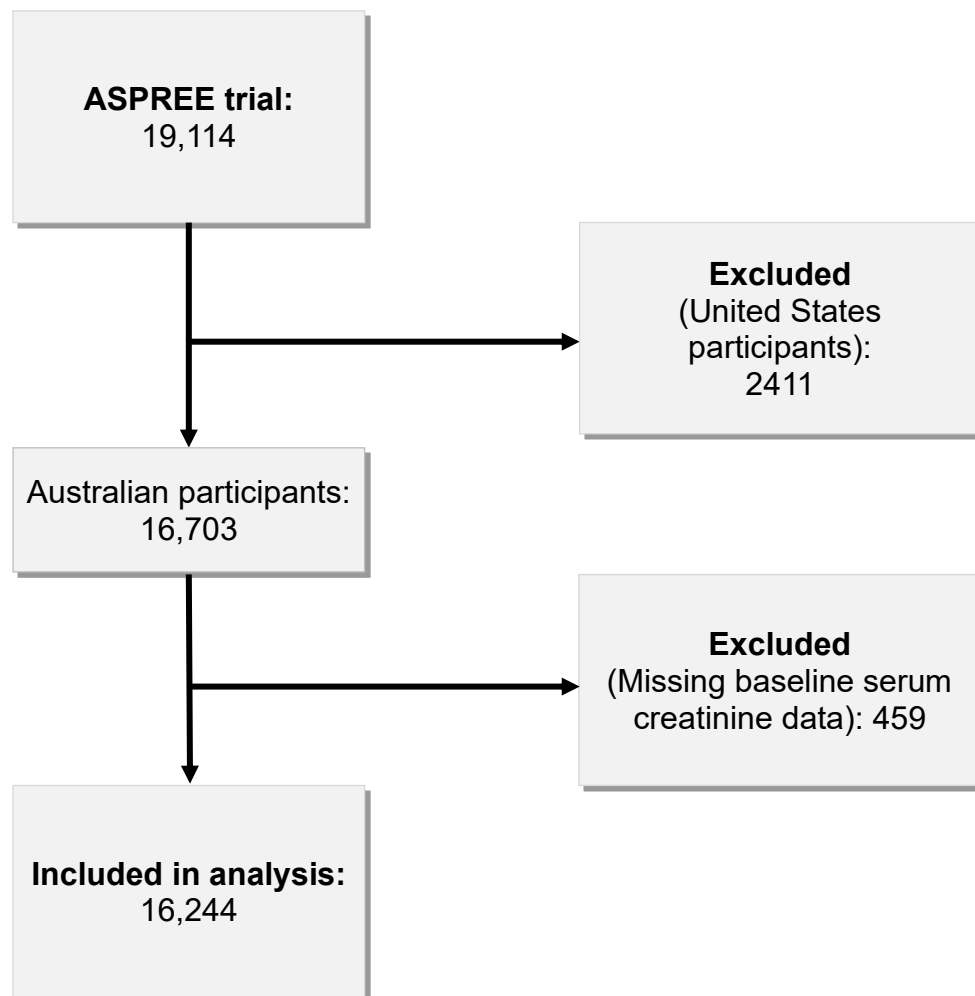 ASPREE trial:
19,114
Excluded
(United States
participants):
2411
Australian participants:
16,703
Excluded
(Missing baseline serum
creatinine data): 459
Included in analysis:
16,244